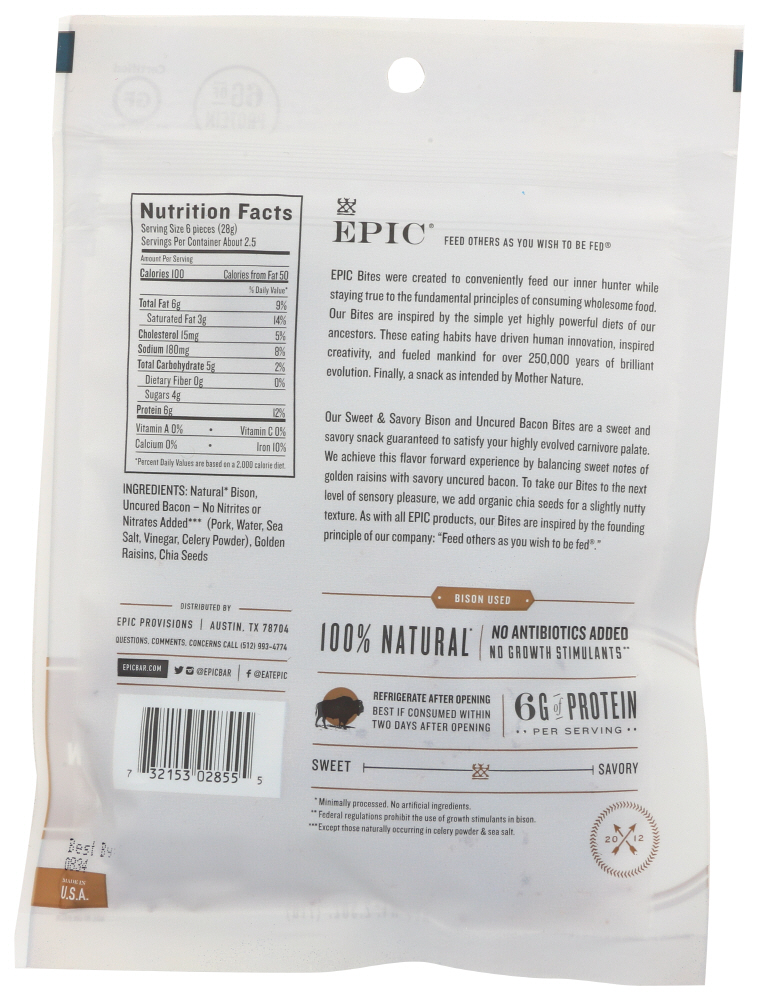 Nutrition Facts
Serving Size 6 pieces (28g)
Servings Per Container About 2.5
Amount Per Serving
Calories 100 Calories from Fat 50
% Daily Value*
Total Fat 6g 9%
Saturated Fat 3g 14%
Cholesterol 15mg 5%
Sodium 180mg 8%
Total Carbohydrate 5g 2%
Dietary Fiber 0g 0%
Sugars 4g
Protein 6g 12%
Vitamin A 0% • Vitamin C 0%
Calcium 0% • Iron 10%
*Percent Daily Values are based on a 2,000 calorie diet.
INGREDIENTS: Natural* Bison,
Uncured Bacon – No Nitrites or
Nitrates Added*** (Pork, Water, Sea
Salt, Vinegar, Celery Powder), Golden
Raisins, Chia Seeds
DISTRIBUTED BY
EPIC PROVISIONS | AUSTIN, TX 78704
QUESTIONS, COMMENTS, CONCERNS CALL (512) 993-4774
EPICBAR.COM @EPICBAR | @EATEPIC
7 32153 02855 5
Best By
0834
MADE IN
U.S.A.
EPIC® FEED OTHERS AS YOU WISH TO BE FED®
EPIC Bites were created to conveniently feed our inner hunter while
staying true to the fundamental principles of consuming wholesome food.
Our Bites are inspired by the simple yet highly powerful diets of our
ancestors. These eating habits have driven human innovation, inspired
creativity, and fueled mankind for over 250,000 years of brilliant
evolution. Finally, a snack as intended by Mother Nature.
Our Sweet & Savory Bison and Uncured Bacon Bites are a sweet and
savory snack guaranteed to satisfy your highly evolved carnivore palate.
We achieve this flavor forward experience by balancing sweet notes of
golden raisins with savory uncured bacon. To take our Bites to the next
level of sensory pleasure, we add organic chia seeds for a slightly nutty
texture. As with all EPIC products, our Bites are inspired by the founding
principle of our company: “Feed others as you wish to be fed®.”
BISON USED
100% NATURAL* | NO ANTIBIOTICS ADDED
NO GROWTH STIMULANTS**
REFRIGERATE AFTER OPENING
BEST IF CONSUMED WITHIN
TWO DAYS AFTER OPENING
6G of PROTEIN
•• PER SERVING ••
SWEET SAVORY
* Minimally processed. No artificial ingredients.
** Federal regulations prohibit the use of growth stimulants in bison.
***Except those naturally occurring in celery powder & sea salt.
20 12